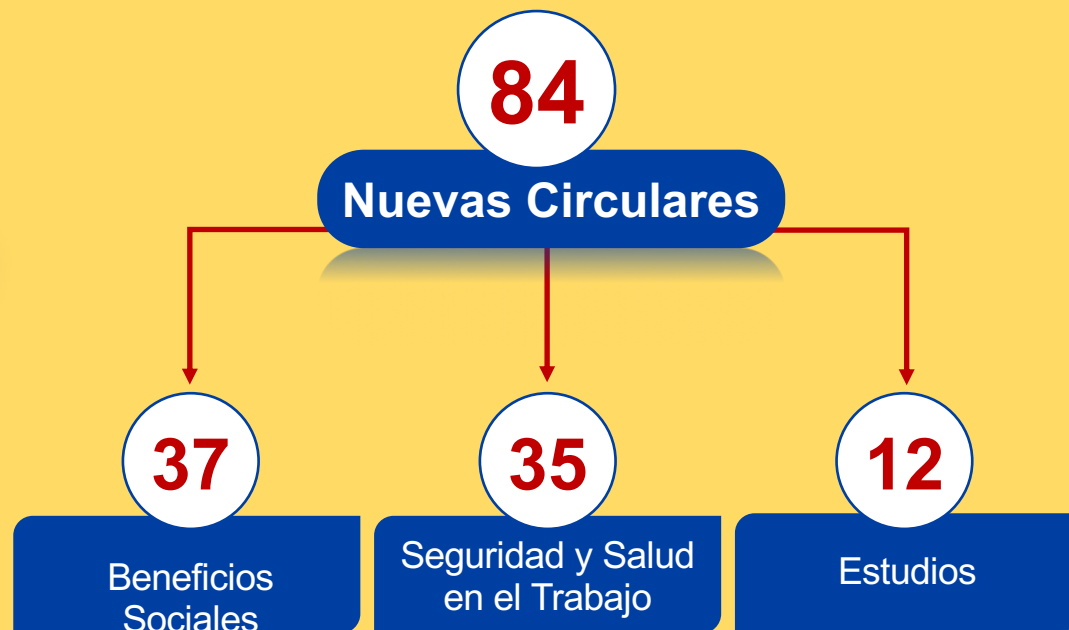 84
Nuevas Circulares
37
35
12
Beneficios
Sociales
Seguridad y Salud
en el Trabajo
Estudios